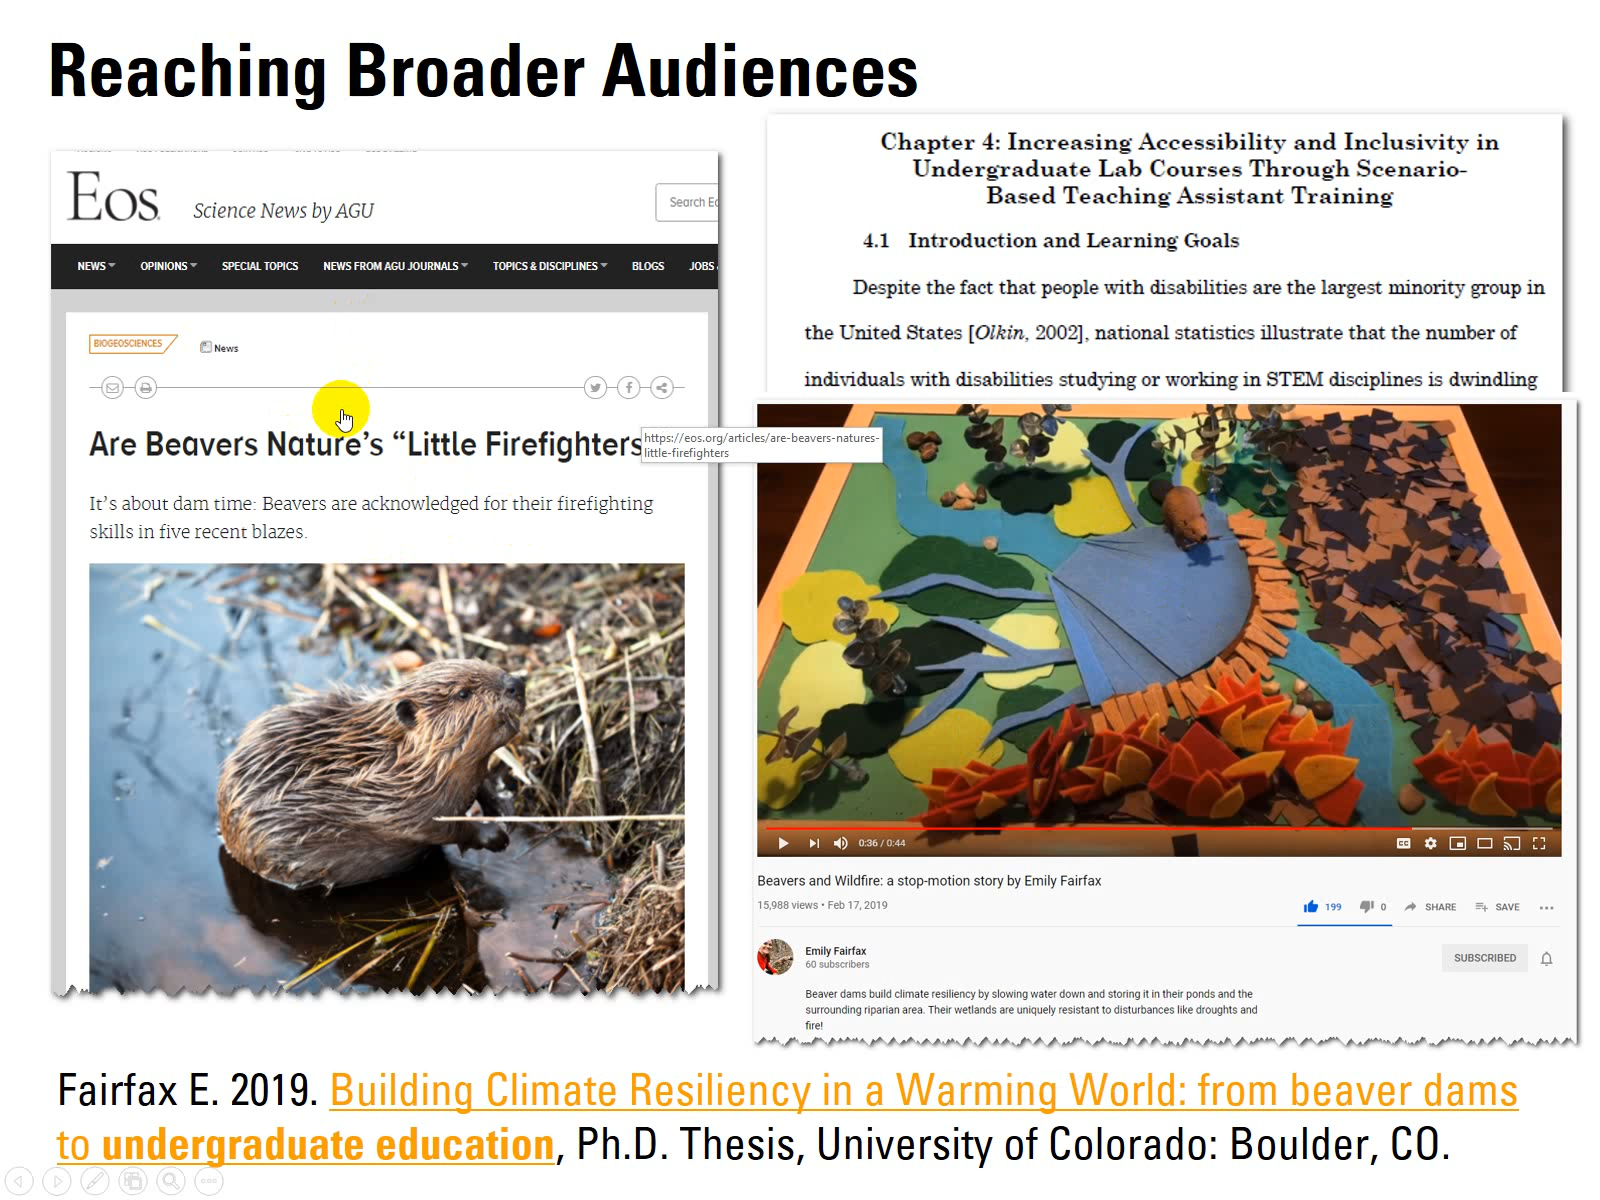 Reaching Broader Audiences
Eos
Science News by AGU
Search Eo
NEWS
OPINIONS
SPECIAL TOPICS
NEWS FROM AGU JOURNALS
TOPICS & DISCIPLINES
BLOGS
JOBS
BIOGEOSCIENCES
News
Are Beavers Nature's “Little Firefighters
https://eos.org/articles/are-beavers-natures-
little-firefighters
It's about dam time: Beavers are acknowledged for their firefighting
skills in five recent blazes.
Chapter 4: Increasing Accessibility and Inclusivity in
Undergraduate Lab Courses Through Scenario-
Based Teaching Assistant Training
4.1 Introduction and Learning Goals
Despite the fact that people with disabilities are the largest minority group in
the United States [Olkin, 2002], national statistics illustrate that the number of
individuals with disabilities studying or working in STEM disciplines is dwindling
0:36 / 0:44
CC
Beavers and Wildfire: a stop-motion story by Emily Fairfax
15,988 views • Feb 17, 2019
199
0
SHARE
SAVE
Emily Fairfax
60 subscribers
SUBSCRIBED
Beaver dams build climate resiliency by slowing water down and storing it in their ponds and the
surrounding riparian area. Their wetlands are uniquely resistant to disturbances like droughts and
fire!
Fairfax E. 2019. Building Climate Resiliency in a Warming World: from beaver dams
to undergraduate education, Ph.D. Thesis, University of Colorado: Boulder, CO.